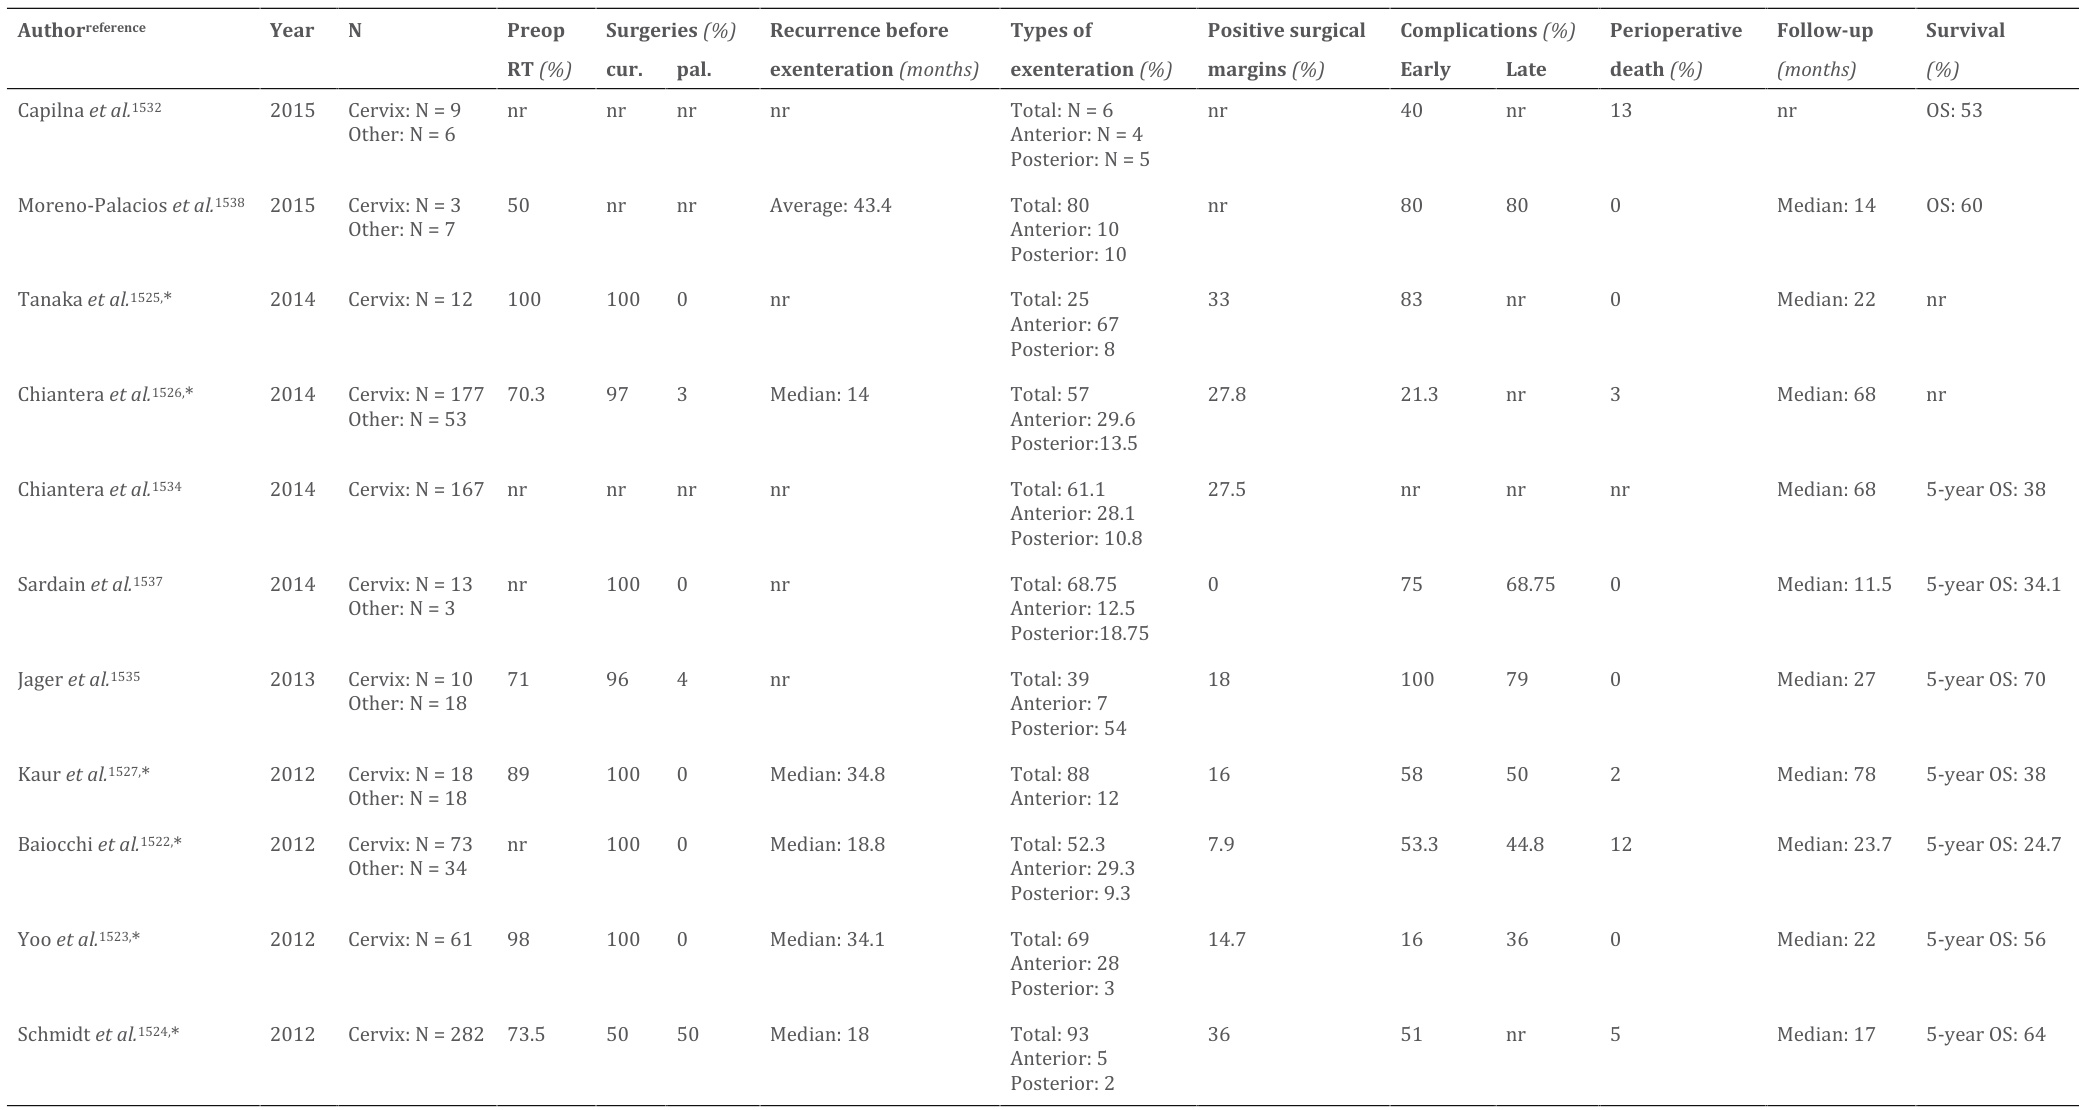 Authorreference Year N Preop Surgeries (%) Recurrence before Types of Positive surgical Complications (%) Perioperative Follow-up Survival
RT (%) cur. pal. exenteration (months) exenteration (%) margins (%) Early Late death (%) (months) (%)
Capilna et al.1532 2015 Cervix: N = 9 nr nr nr nr Total: N = 6 nr 40 nr 13 nr OS: 53
Other: N = 6 Anterior: N = 4
Posterior: N = 5
Moreno-Palacios et al.1538 2015 Cervix: N = 3 50 nr nr Average: 43.4 Total: 80 nr 80 80 0 Median: 14 OS: 60
Other: N = 7 Anterior: 10
Posterior: 10
Tanaka et al.1525,* 2014 Cervix: N = 12 100 100 0 nr Total: 25 33 83 nr 0 Median: 22 nr
Anterior: 67
Posterior: 8
Chiantera et al.1526,* 2014 Cervix: N = 177 70.3 97 3 Median: 14 Total: 57 27.8 21.3 nr 3 Median: 68 nr
Other: N = 53 Anterior: 29.6
Posterior:13.5
Chiantera et al.1534 2014 Cervix: N = 167 nr nr nr nr Total: 61.1 27.5 nr nr nr Median: 68 5-year OS: 38
Anterior: 28.1
Posterior: 10.8
Sardain et al.1537 2014 Cervix: N = 13 nr 100 0 nr Total: 68.75 0 75 68.75 0 Median: 11.5 5-year OS: 34.1
Other: N = 3 Anterior: 12.5
Posterior:18.75
Jager et al.1535 2013 Cervix: N = 10 71 96 4 nr Total: 39 18 100 79 0 Median: 27 5-year OS: 70
Other: N = 18 Anterior: 7
Posterior: 54
Kaur et al.1527,* 2012 Cervix: N = 18 89 100 0 Median: 34.8 Total: 88 16 58 50 2 Median: 78 5-year OS: 38
Other: N = 18 Anterior: 12
Baiocchi et al.1522,* 2012 Cervix: N = 73 nr 100 0 Median: 18.8 Total: 52.3 7.9 53.3 44.8 12 Median: 23.7 5-year OS: 24.7
Other: N = 34 Anterior: 29.3
Posterior: 9.3
Yoo et al.1523,* 2012 Cervix: N = 61 98 100 0 Median: 34.1 Total: 69 14.7 16 36 0 Median: 22 5-year OS: 56
Anterior: 28
Posterior: 3
Schmidt et al.1524,* 2012 Cervix: N = 282 73.5 50 50 Median: 18 Total: 93 36 51 nr 5 Median: 17 5-year OS: 64
Anterior: 5
Posterior: 2